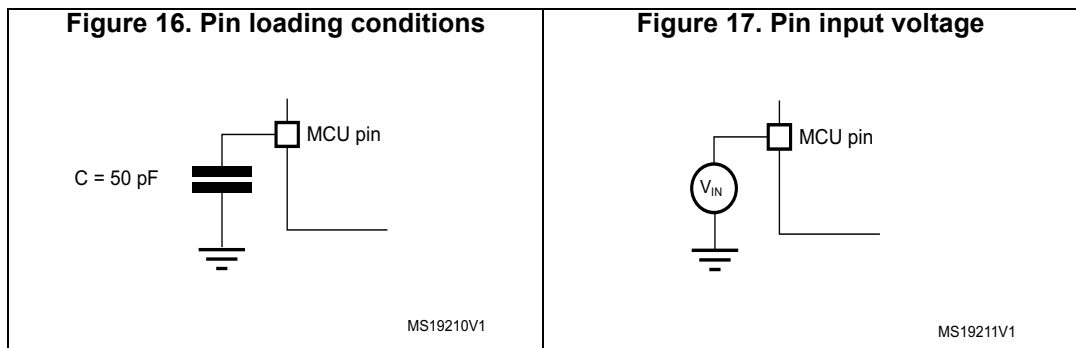 Figure 16. Pin loading conditions
MCU pin
C = 50 pF
MS19210V1
Figure 17. Pin input voltage
MCU pin
VIN
MS19211V1